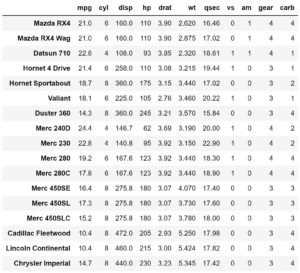 mpg cyl disp hp drat wt qsec vs am gear carb
Mazda RX4 21.0 6 160.0 110 3.90 2.620 16.46 0 1 4 4
Mazda RX4 Wag 21.0 6 160.0 110 3.90 2.875 17.02 0 1 4 4
Datsun 710 22.8 4 108.0 93 3.85 2.320 18.61 1 1 4 1
Hornet 4 Drive 21.4 6 258.0 110 3.08 3.215 19.44 1 0 3 1
Hornet Sportabout 18.7 8 360.0 175 3.15 3.440 17.02 0 0 3 2
Valiant 18.1 6 225.0 105 2.76 3.460 20.22 1 0 3 1
Duster 360 14.3 8 360.0 245 3.21 3.570 15.84 0 0 3 4
Merc 240D 24.4 4 146.7 62 3.69 3.190 20.00 1 0 4 2
Merc 230 22.8 4 140.8 95 3.92 3.150 22.90 1 0 4 2
Merc 280 19.2 6 167.6 123 3.92 3.440 18.30 1 0 4 4
Merc 280C 17.8 6 167.6 123 3.92 3.440 18.90 1 0 4 4
Merc 450SE 16.4 8 275.8 180 3.07 4.070 17.40 0 0 3 3
Merc 450SL 17.3 8 275.8 180 3.07 3.730 17.60 0 0 3 3
Merc 450SLC 15.2 8 275.8 180 3.07 3.780 18.00 0 0 3 3
Cadillac Fleetwood 10.4 8 472.0 205 2.93 5.250 17.98 0 0 3 4
Lincoln Continental 10.4 8 460.0 215 3.00 5.424 17.82 0 0 3 4
Chrysler Imperial 14.7 8 440.0 230 3.23 5.345 17.42 0 0 3 4